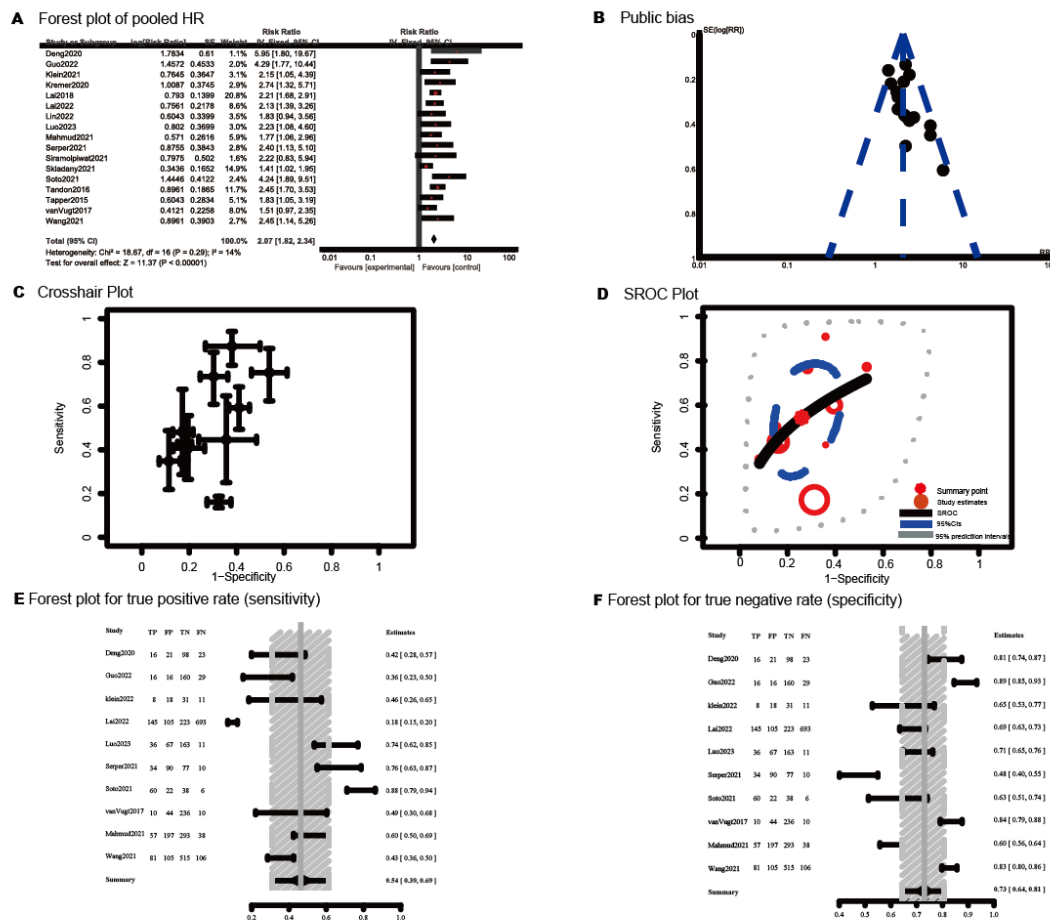 A Forest plot of pooled HR
Risk Ratio Risk Ratio
Study or Subgroup log[Risk Ratio] SE Weight IV, Fixed, 95% CI IV, Fixed, 95% CI
Deng2020 1.7834 0.61 1.1% 5.95 [1.80, 19.67]
Guo2022 1.4572 0.4533 2.0% 4.29 [1.77, 10.44]
Klein2021 0.7645 0.3647 3.1% 2.15 [1.05, 4.39]
Kremer2020 1.0087 0.3745 2.9% 2.74 [1.32, 5.71]
Lai2018 0.793 0.1399 20.8% 2.21 [1.68, 2.91]
Lai2022 0.7561 0.2178 8.6% 2.13 [1.39, 3.26]
Lin2022 0.6043 0.3399 3.5% 1.83 [0.94, 3.56]
Luo2023 0.802 0.3699 3.0% 2.23 [1.08, 4.60]
Mahmud2021 0.571 0.2616 5.9% 1.77 [1.06, 2.96]
Serper2021 0.8755 0.3843 2.8% 2.40 [1.13, 5.10]
Siramolpiwat2021 0.7975 0.502 1.6% 2.22 [0.83, 5.94]
Skladany2021 0.3436 0.1652 14.9% 1.41 [1.02, 1.95]
Soto2021 1.4446 0.4122 2.4% 4.24 [1.89, 9.51]
Tandon2016 0.8961 0.1865 11.7% 2.45 [1.70, 3.53]
Tapper2015 0.6043 0.2834 5.0% 1.83 [1.05, 3.19]
vanVugt2017 0.4121 0.2258 8.0% 1.51 [0.97, 2.35]
Wang2021 0.8961 0.3903 2.7% 2.45 [1.14, 5.26]
Total (95% CI) 100.0% 2.07 [1.82, 2.34]
Heterogeneity: Chi² = 18.67, df = 16 (P = 0.29); I² = 14%
Test for overall effect: Z = 11.37 (P < 0.00001)
0.01 0.1 1 10 100
Favours [experimental] Favours [control]
B Public bias
SE(log[RR])
0
0.2
0.4
0.6
0.8
1
RR
0.01 0.1 1 10
C Crosshair Plot
Sensitivity
1
0.8
0.6
0.4
0.2
0
0 0.2 0.4 0.6 0.8 1
1-Specificity
D SROC Plot
Sensitivity
1
0.8
0.6
0.4
0.2
0
Summary point
Study estimates
SROC
95%CIs
95% prediction intervals
0 0.2 0.4 0.6 0.8 1
1-Specificity
E Forest plot for true positive rate (sensitivity)
Study TP FP TN FN Estimates
Deng2020 16 21 98 23 0.42 [ 0.28, 0.57]
Guo2022 16 16 160 29 0.36 [ 0.23, 0.50]
klein2022 8 18 31 11 0.46 [ 0.26, 0.65]
Lai2022 145 105 223 693 0.18 [ 0.15, 0.20]
Luo2023 36 67 163 11 0.74 [ 0.62, 0.85]
Serper2021 34 90 77 10 0.76 [ 0.63, 0.87]
Soto2021 60 22 38 6 0.88 [ 0.79, 0.94]
vanVugt2017 10 44 236 10 0.49 [ 0.30, 0.68]
Mahmud2021 57 197 293 38 0.60 [ 0.50, 0.69]
Wang2021 81 105 515 106 0.43 [ 0.36, 0.50]
Summary 0.54 [ 0.39, 0.69]
0.2 0.4 0.6 0.8 1.0
F Forest plot for true negative rate (specificity)
Study TP FP TN FN Estimates
Deng2020 16 21 98 23 0.81 [ 0.74, 0.87]
Guo2022 16 16 160 29 0.89 [ 0.85, 0.93]
klein2022 8 18 31 11 0.65 [ 0.53, 0.77]
Lai2022 145 105 223 693 0.69 [ 0.63, 0.73]
Luo2023 36 67 163 11 0.71 [ 0.65, 0.76]
Serper2021 34 90 77 10 0.48 [ 0.40, 0.55]
Soto2021 60 22 38 6 0.63 [ 0.51, 0.74]
vanVugt2017 10 44 236 10 0.84 [ 0.79, 0.88]
Mahmud2021 57 197 293 38 0.60 [ 0.56, 0.64]
Wang2021 81 105 515 106 0.83 [ 0.80, 0.86]
Summary 0.73 [ 0.64, 0.81]
0.4 0.5 0.6 0.7 0.8 0.9 1.0